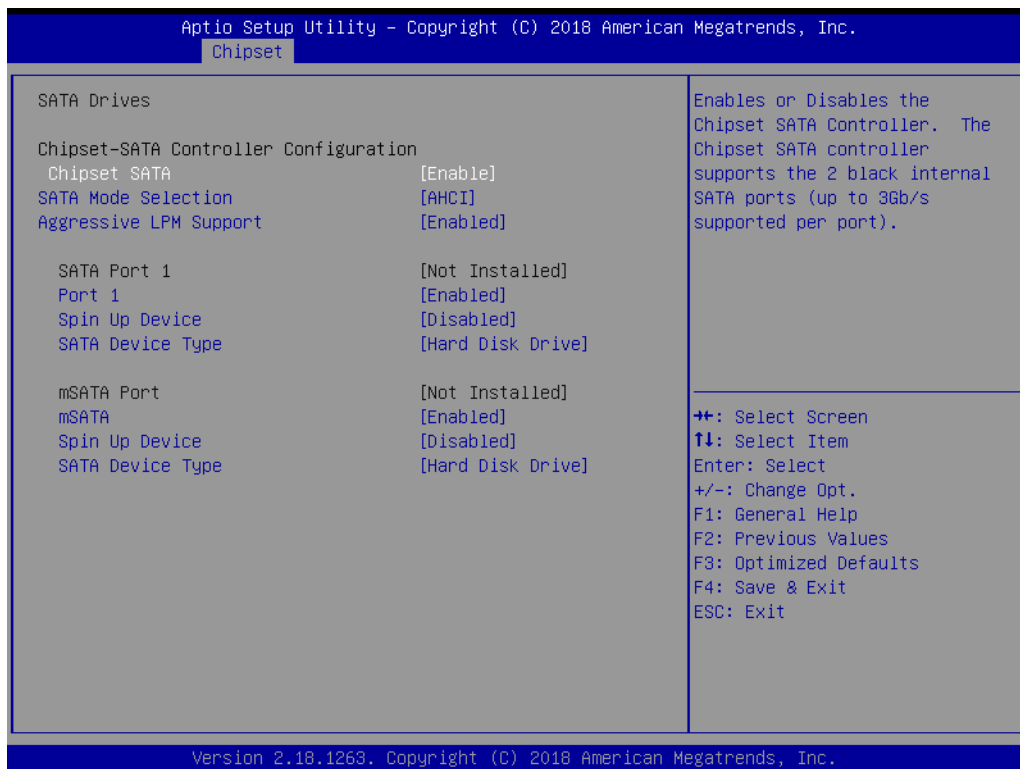 Aptio Setup Utility – Copyright (C) 2018 American Megatrends, Inc.
Chipset
SATA Drives
Chipset-SATA Controller Configuration
Chipset SATA [Enable]
SATA Mode Selection [AHCI]
Aggressive LPM Support [Enabled]
SATA Port 1 [Not Installed]
Port 1 [Enabled]
Spin Up Device [Disabled]
SATA Device Type [Hard Disk Drive]
mSATA Port [Not Installed]
mSATA [Enabled]
Spin Up Device [Disabled]
SATA Device Type [Hard Disk Drive]
Enables or Disables the
Chipset SATA Controller. The
Chipset SATA controller
supports the 2 black internal
SATA ports (up to 3Gb/s
supported per port).
→←: Select Screen
↑↓: Select Item
Enter: Select
+/-: Change Opt.
F1: General Help
F2: Previous Values
F3: Optimized Defaults
F4: Save & Exit
ESC: Exit
Version 2.18.1263. Copyright (C) 2018 American Megatrends, Inc.